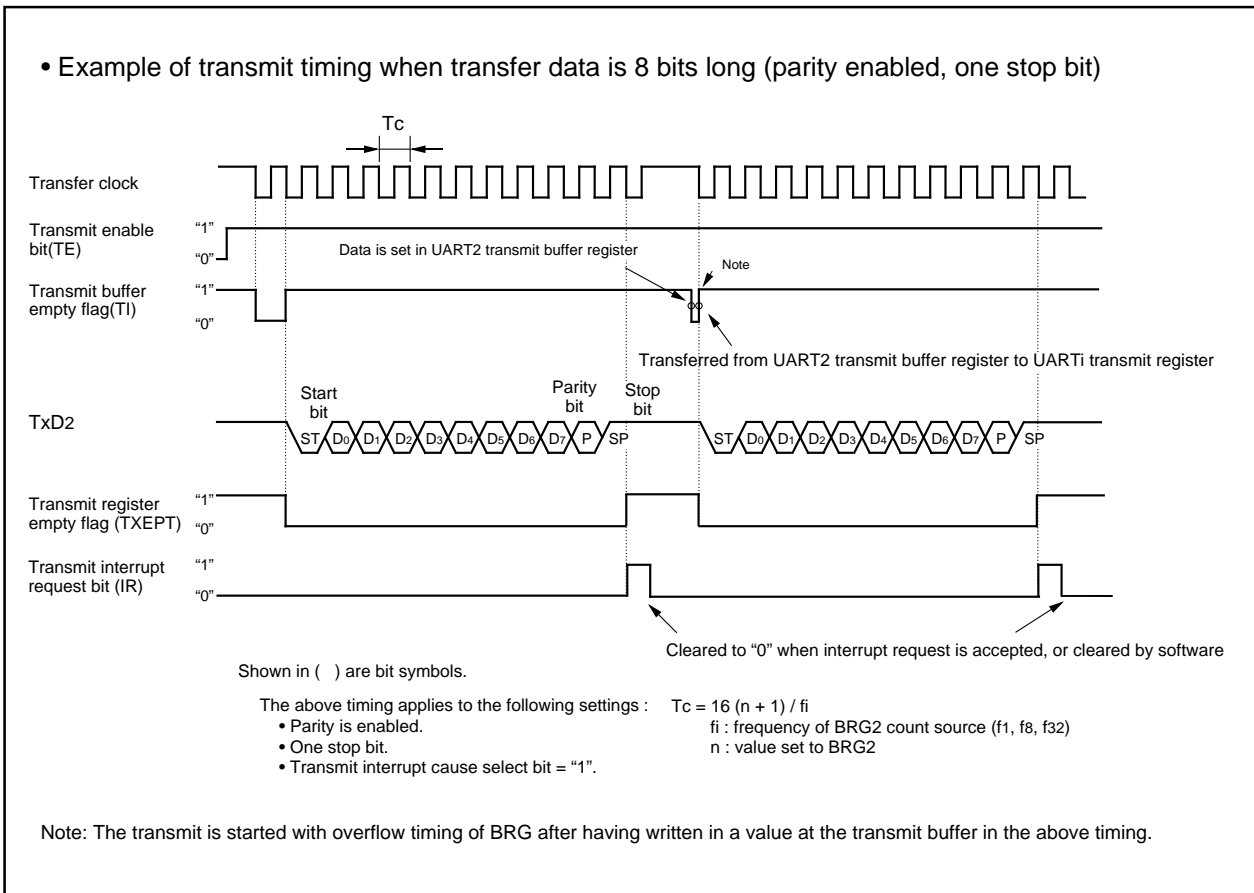 • Example of transmit timing when transfer data is 8 bits long (parity enabled, one stop bit)
Tc
Transfer clock
Transmit enable
bit(TE)
“1”
“0”
Data is set in UART2 transmit buffer register
Note
Transmit buffer
empty flag(TI)
“1”
“0”
Transferred from UART2 transmit buffer register to UARTi transmit register
Start
bit
Parity
bit
Stop
bit
TxD2
ST D0 D1 D2 D3 D4 D5 D6 D7 P SP ST D0 D1 D2 D3 D4 D5 D6 D7 P SP
Transmit register
empty flag (TXEPT)
“1”
“0”
Transmit interrupt
request bit (IR)
“1”
“0”
Cleared to “0” when interrupt request is accepted, or cleared by software
Shown in ( ) are bit symbols.
The above timing applies to the following settings :
• Parity is enabled.
• One stop bit.
• Transmit interrupt cause select bit = “1”.
Tc = 16 (n + 1) / fi
fi : frequency of BRG2 count source (f1, f8, f32)
n : value set to BRG2
Note: The transmit is started with overflow timing of BRG after having written in a value at the transmit buffer in the above timing.